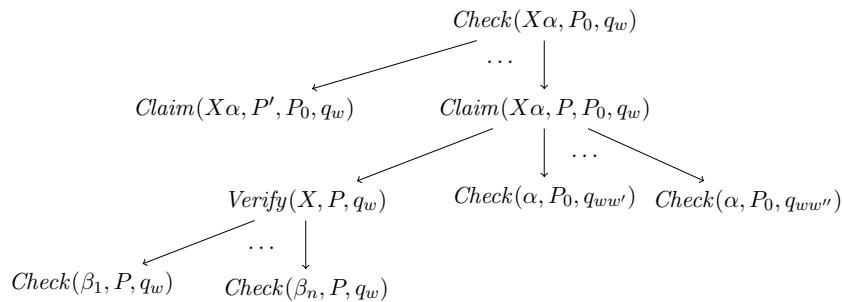 Check(Xα, P₀, q_w)
...
Claim(Xα, P′, P₀, q_w) Claim(Xα, P, P₀, q_w)
...
Verify(X, P, q_w) Check(α, P₀, q_{ww′}) Check(α, P₀, q_{ww″})
...
Check(β₁, P, q_w) Check(βₙ, P, q_w)